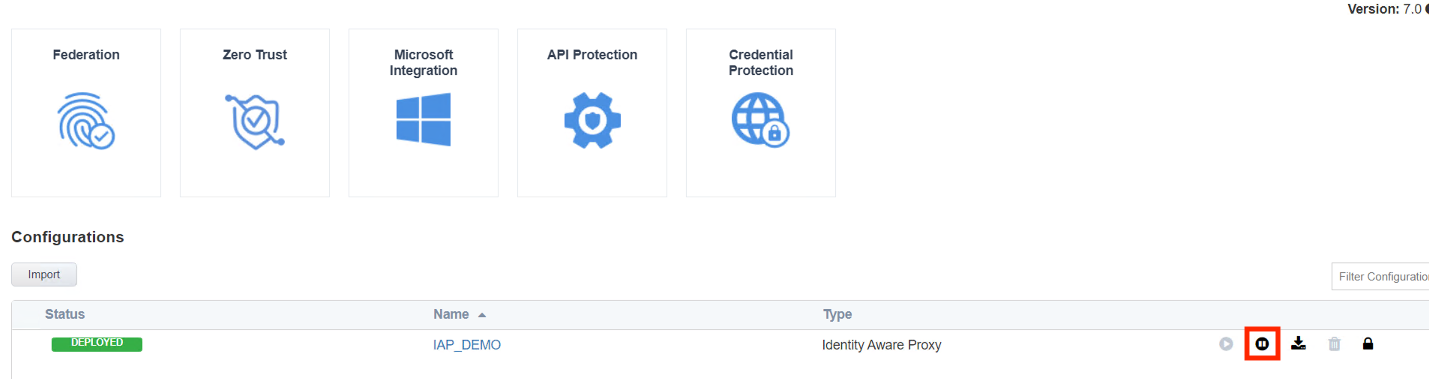 Version: 7.0
Federation
Zero Trust
Microsoft
Integration
API Protection
Credential
Protection
Configurations
Import
Filter
Status Name Type
DEPLOYED IAP_DEMO Identity Aware Proxy